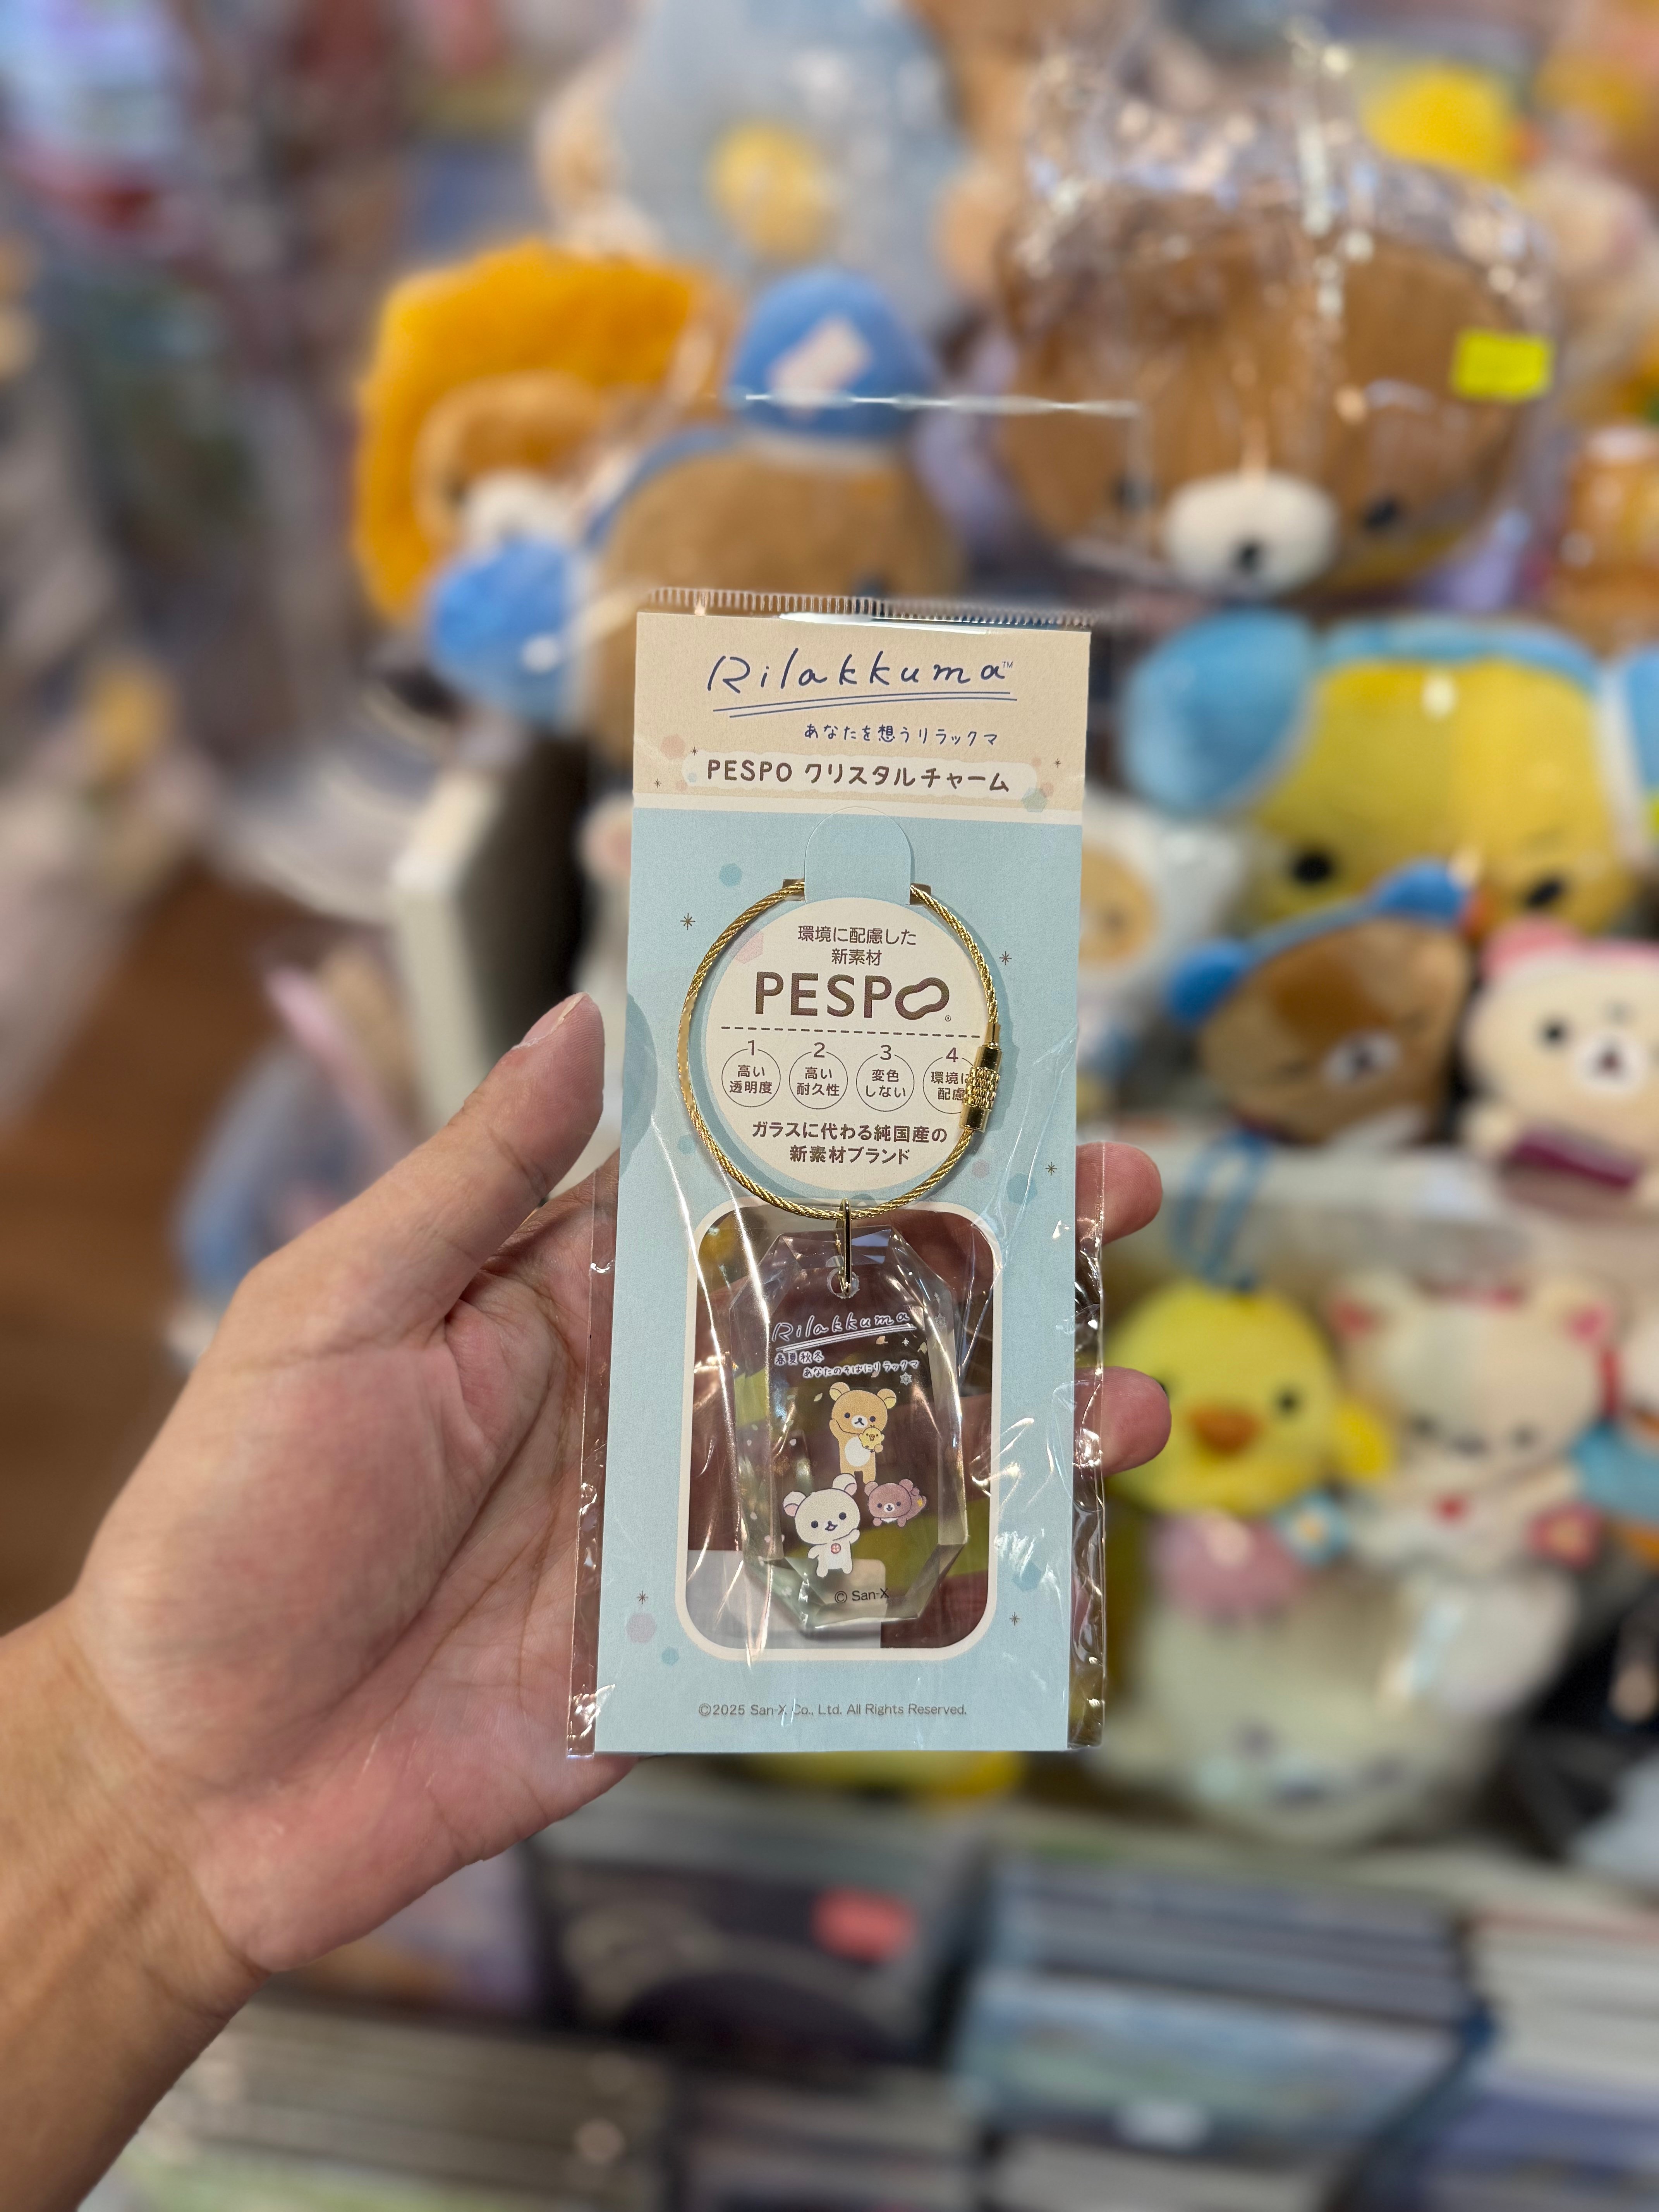 Rilakkuma™
あなたを想うリラックマ
PESPO クリスタルチャーム
環境に配慮した
新素材
PESPO®
1 2 3 4
高い 高い 変色 環境に
透明度 耐久性 しない 配慮
ガラスに代わる純国産の
新素材ブランド
Rilakkuma
春夏秋冬
あなたのそばにリラックマ
© San-X
©2025 San-X Co., Ltd. All Rights Reserved.